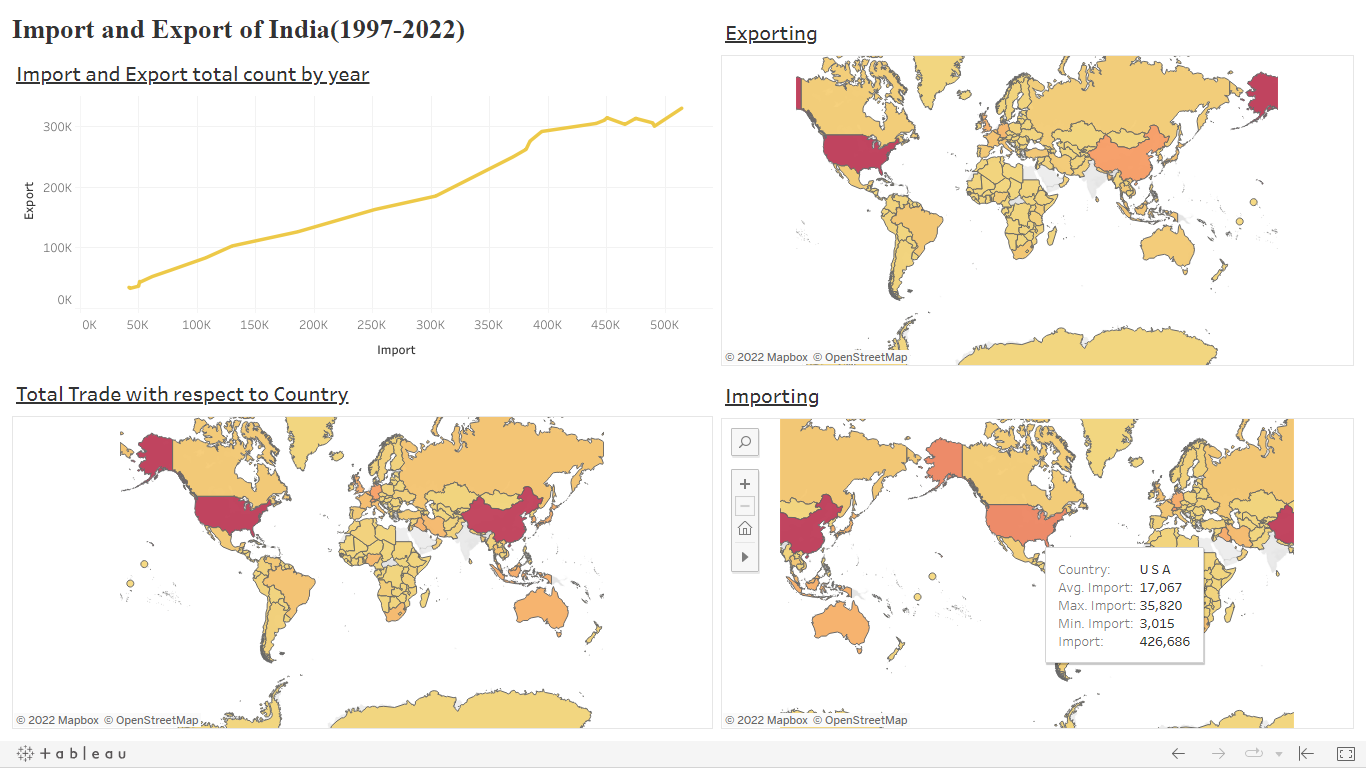 Import and Export of India(1997-2022)
Import and Export total count by year
Export
300K
200K
100K
0K
0K 50K 100K 150K 200K 250K 300K 350K 400K 450K 500K
Import
Exporting
© 2022 Mapbox © OpenStreetMap
Total Trade with respect to Country
© 2022 Mapbox © OpenStreetMap
Importing
Country: U S A
Avg. Import: 17,067
Max. Import: 35,820
Min. Import: 3,015
Import: 426,686
© 2022 Mapbox © OpenStreetMap
+ a b l e a u